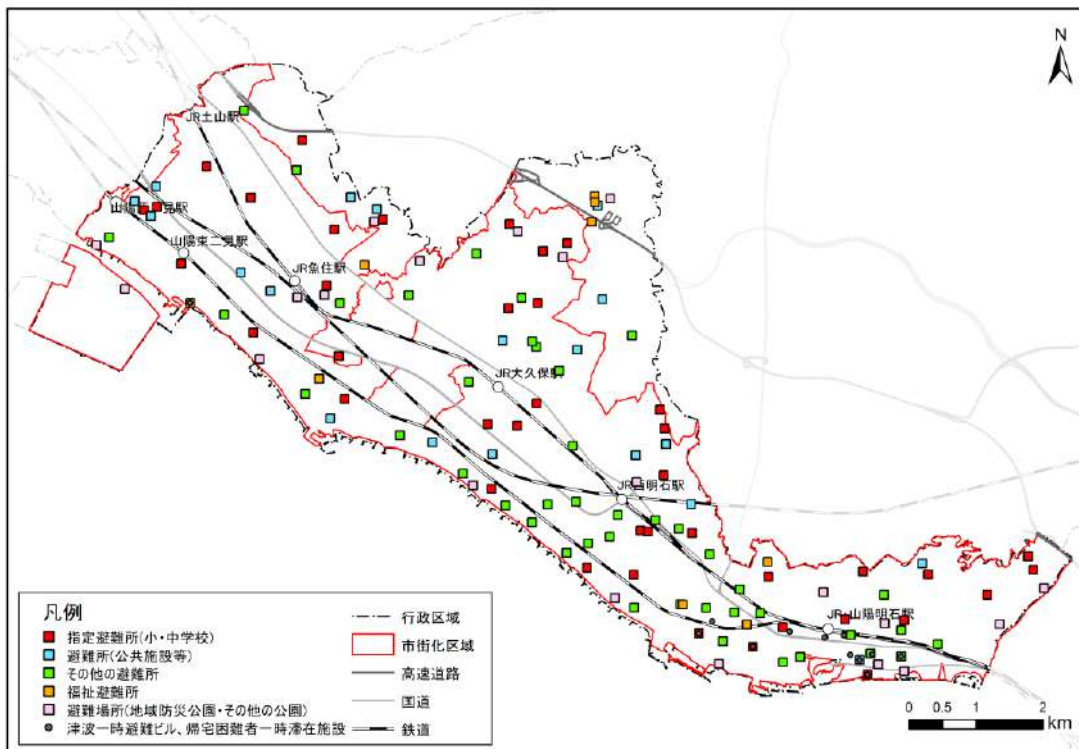 N
JR土山駅
山陽西二見駅
山陽東二見駅
JR魚住駅
JR大久保駅
JR西明石駅
JR・山陽明石駅
凡例
指定避難所(小・中学校)
避難所(公共施設等)
その他の避難所
福祉避難所
避難場所(地域防災公園・その他の公園)
津波一時避難ビル、帰宅困難者一時滞在施設
行政区域
市街化区域
高速道路
国道
鉄道
0 0.5 1 2
km